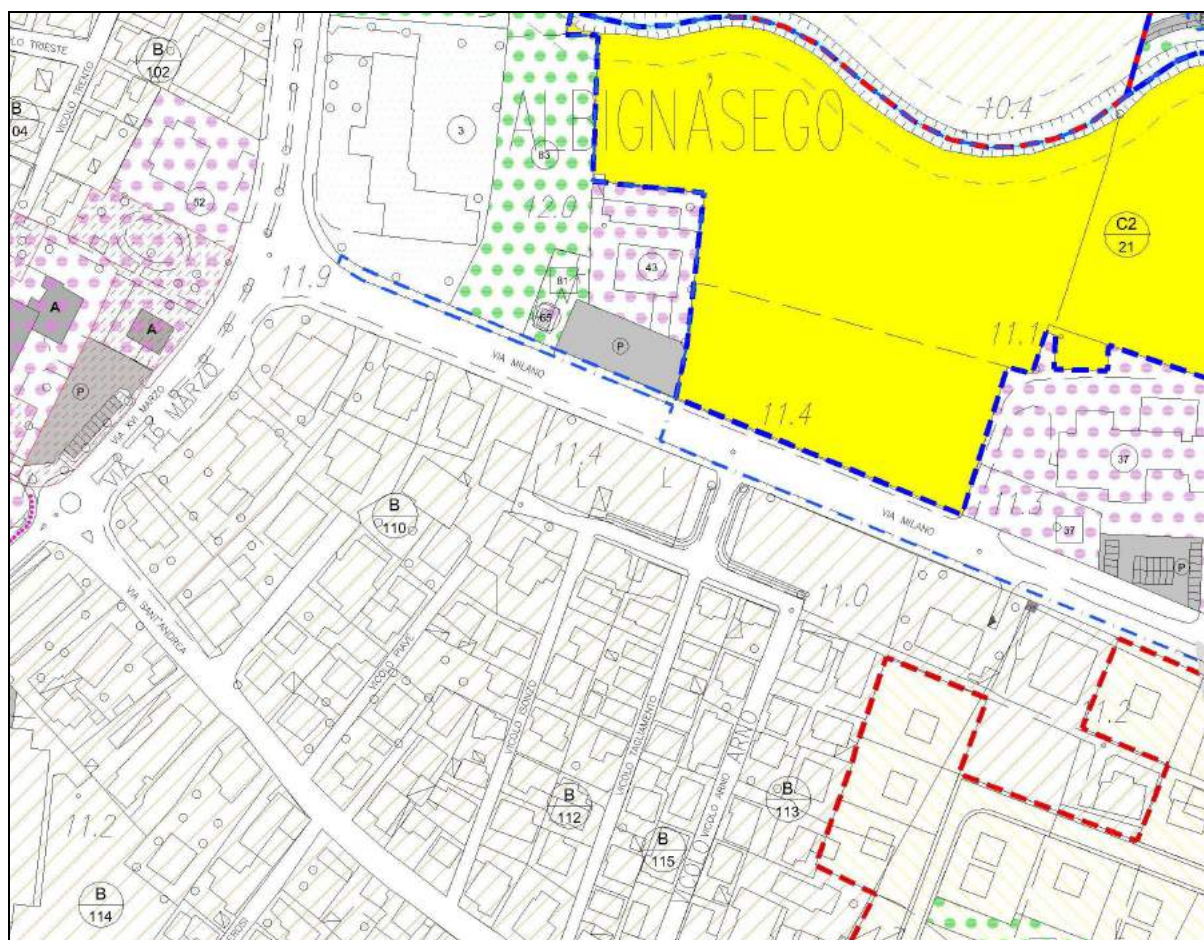 LO TRIESTE
VICOLO TRENTO
B
102
B
04
3
83
A BIGNÁSEGO
10.4
52
12.0
43
C2
21
81
A
65
A
A
11.9
P
VIA MILANO
11.1
P
VIA XVI MARZO
VIA 16 MARZO
11.4
11.4
37
11.3
B
110
VIA MILANO
37
P
VIA SANT'ANDREA
11.0
VICOLO PIAVE
VICOLO ISONZO
VICOLO TAGLIAMENTO
VICOLO ARNO
ARNO
1.2
B
112
B
113
B
115
11.2
B
114